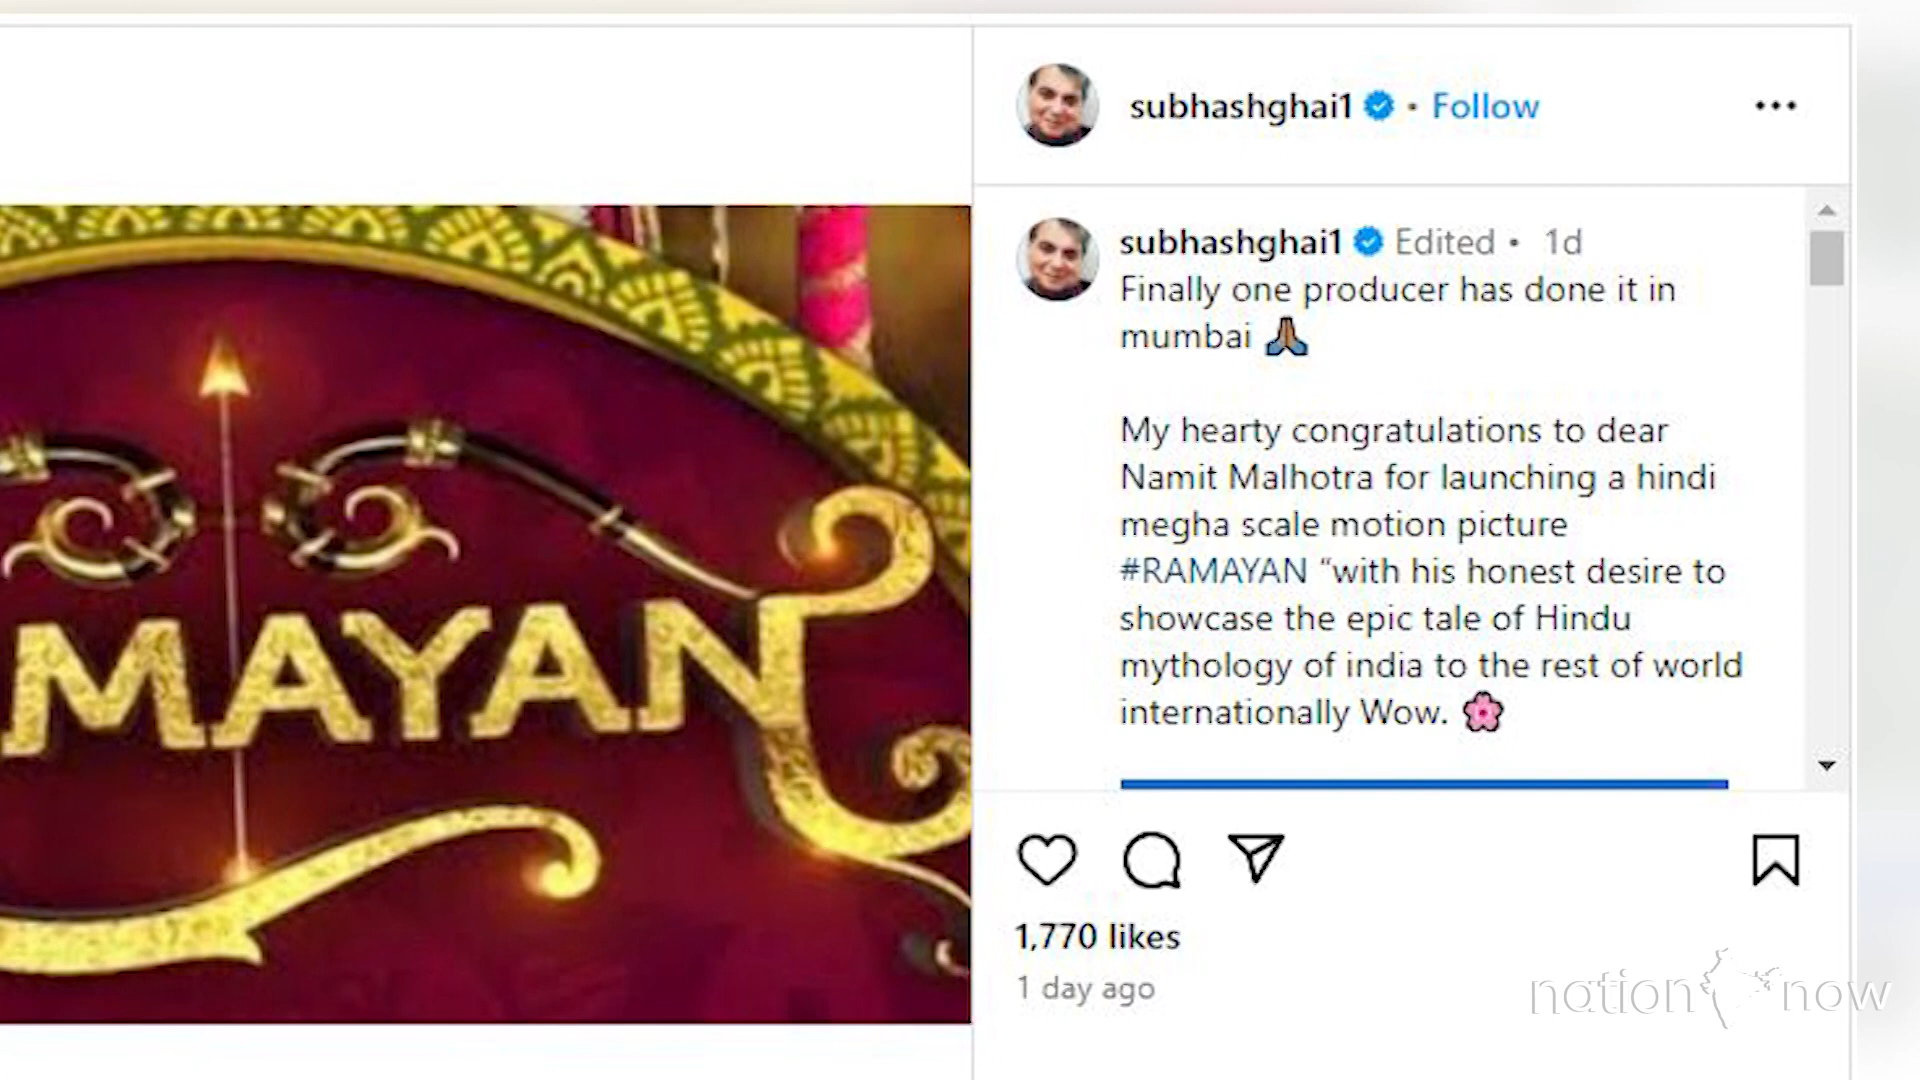 subhashghai1 • Follow
subhashghai1 Edited • 1d
Finally one producer has done it in
mumbai 🙏🏽
My hearty congratulations to dear
Namit Malhotra for launching a hindi
megha scale motion picture
#RAMAYAN “with his honest desire to
showcase the epic tale of Hindu
mythology of india to the rest of world
internationally Wow. 🌸
MAYAN
1,770 likes
1 day ago
nation now